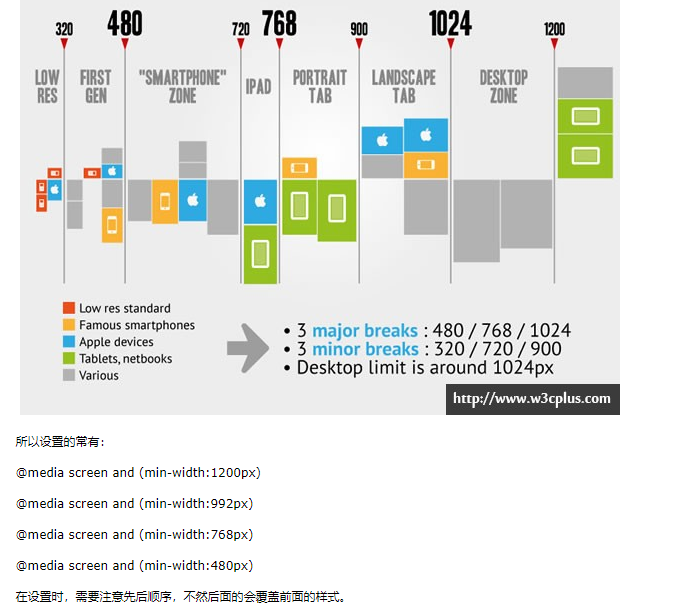 320 480 720 768 900 1024 1200
LOW RES
FIRST GEN
"SMARTPHONE" ZONE
IPAD
PORTRAIT TAB
LANDSCAPE TAB
DESKTOP ZONE
Low res standard
Famous smartphones
Apple devices
Tablets, netbooks
Various
• 3 major breaks : 480 / 768 / 1024
• 3 minor breaks : 320 / 720 / 900
• Desktop limit is around 1024px
http://www.w3cplus.com
所以设置的常有：
@media screen and (min-width:1200px)
@media screen and (min-width:992px)
@media screen and (min-width:768px)
@media screen and (min-width:480px)
在设置时，需要注意先后顺序，不然后面的会覆盖前面的样式。